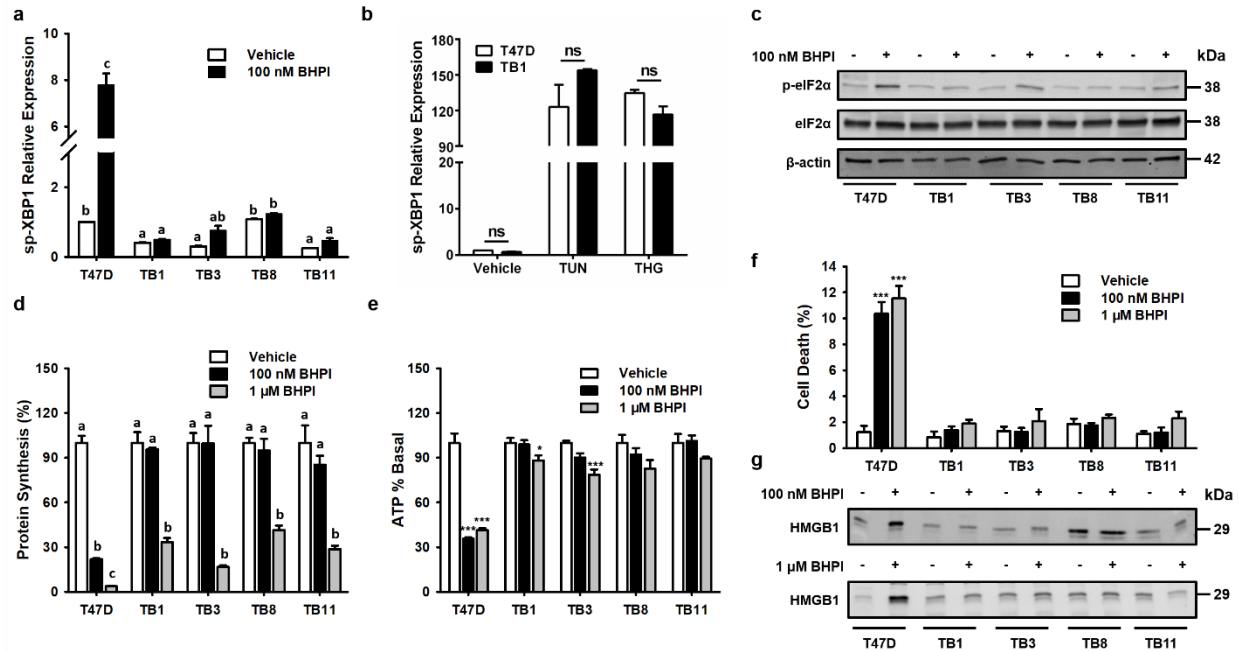 a
sp-XBP1 Relative Expression
10
8
6
2
1
0
Vehicle
100 nM BHPI
b
c
a
a
a
ab
b
b
a
a
T47D
TB1
TB3
TB8
TB11
b
sp-XBP1 Relative Expression
180
150
120
90
20
10
0
T47D
TB1
ns
ns
ns
Vehicle
TUN
THG
c
100 nM BHPI
- + - + - + - + - +
kDa
p-eIF2α
38
eIF2α
38
β-actin
42
T47D
TB1
TB3
TB8
TB11
d
Protein Synthesis (%)
150
120
90
60
30
0
Vehicle
100 nM BHPI
1 µM BHPI
a
b
c
a
a
b
a
a
b
a
a
b
a
a
b
T47D
TB1
TB3
TB8
TB11
e
ATP % Basal
150
120
90
60
30
0
Vehicle
100 nM BHPI
1 µM BHPI
***
***
*
***
T47D
TB1
TB3
TB8
TB11
f
Cell Death (%)
14
12
10
8
6
4
2
0
Vehicle
100 nM BHPI
1 µM BHPI
***
***
T47D
TB1
TB3
TB8
TB11
g
100 nM BHPI
- + - + - + - + - +
kDa
HMGB1
29
1 µM BHPI
- + - + - + - + - +
HMGB1
29
T47D
TB1
TB3
TB8
TB11